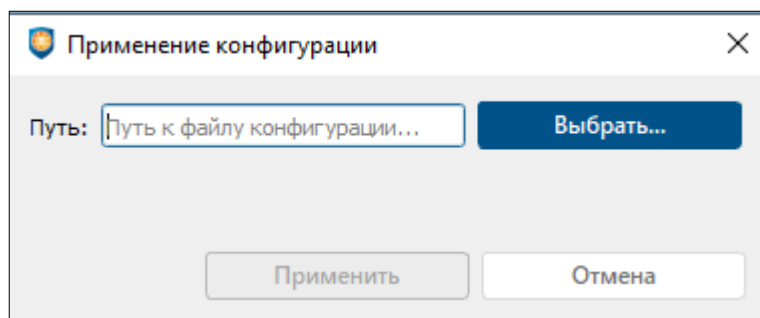 Применение конфигурации
Путь: Путь к файлу конфигурации... Выбрать...
Применить Отмена